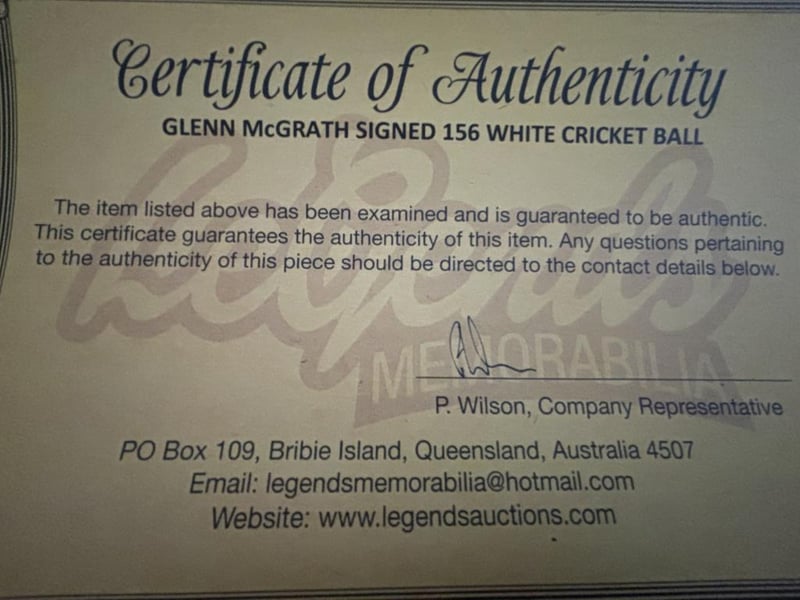 Certificate of Authenticity
GLENN McGRATH SIGNED 156 WHITE CRICKET BALL
The item listed above has been examined and is guaranteed to be authentic.
This certificate guarantees the authenticity of this item. Any questions pertaining
to the authenticity of this piece should be directed to the contact details below.
Legends
MEMORABILIA
P. Wilson, Company Representative
PO Box 109, Bribie Island, Queensland, Australia 4507
Email: legendsmemorabilia@hotmail.com
Website: www.legendsauctions.com